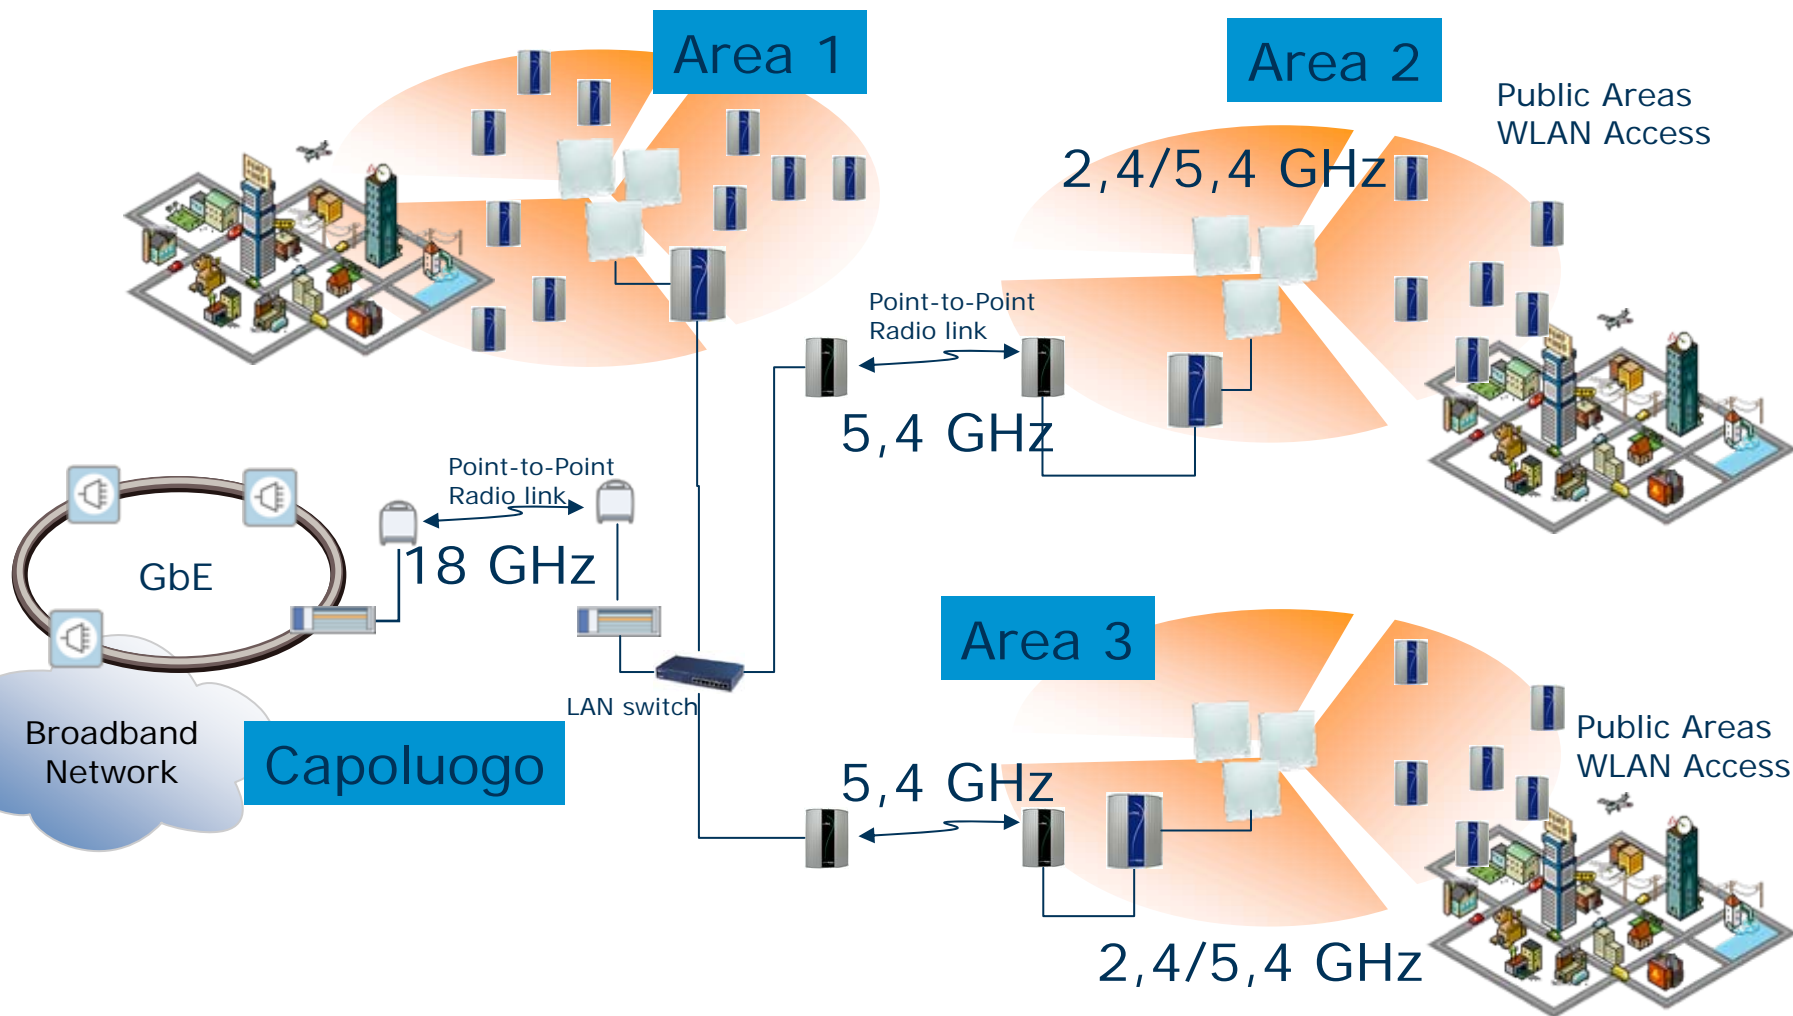 Area 1
Area 2
Public Areas
WLAN Access
2,4/5,4 GHz
Point-to-Point
Radio link
5,4 GHz
Point-to-Point
Radio link
18 GHz
GbE
Area 3
LAN switch
Broadband
Network
Capoluogo
5,4 GHz
Public Areas
WLAN Access
2,4/5,4 GHz